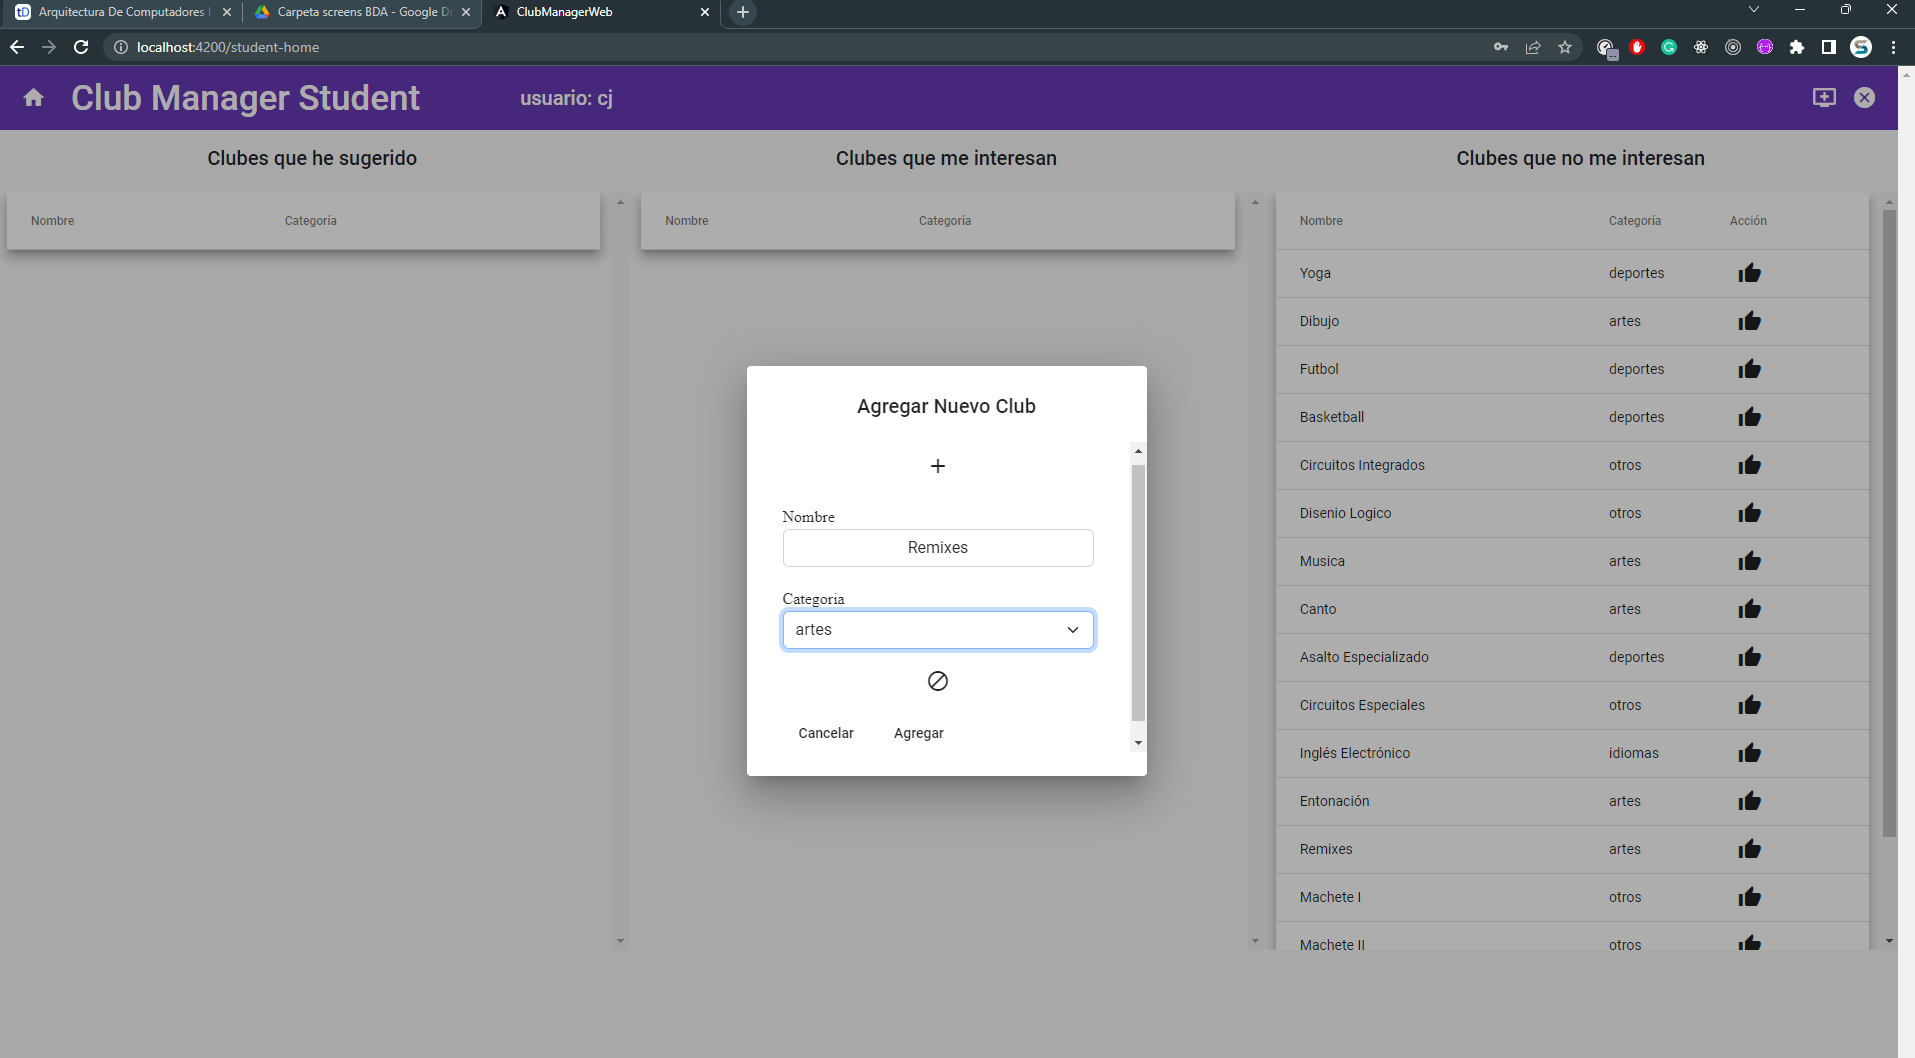 Arquitectura De Computadores
Carpeta screens BDA - Google D
ClubManagerWeb
localhost:4200/student-home
Club Manager Student
usuario: cj
Clubes que he sugerido
Clubes que me interesan
Clubes que no me interesan
Nombre Categoría
Nombre Categoría
Nombre Categoría Acción
Yoga deportes
Dibujo artes
Futbol deportes
Basketball deportes
Circuitos Integrados otros
Disenio Logico otros
Musica artes
Canto artes
Asalto Especializado deportes
Circuitos Especiales otros
Inglés Electrónico idiomas
Entonación artes
Remixes artes
Machete I otros
Machete II otros
Agregar Nuevo Club
Nombre
Remixes
Categoria
artes
Cancelar Agregar